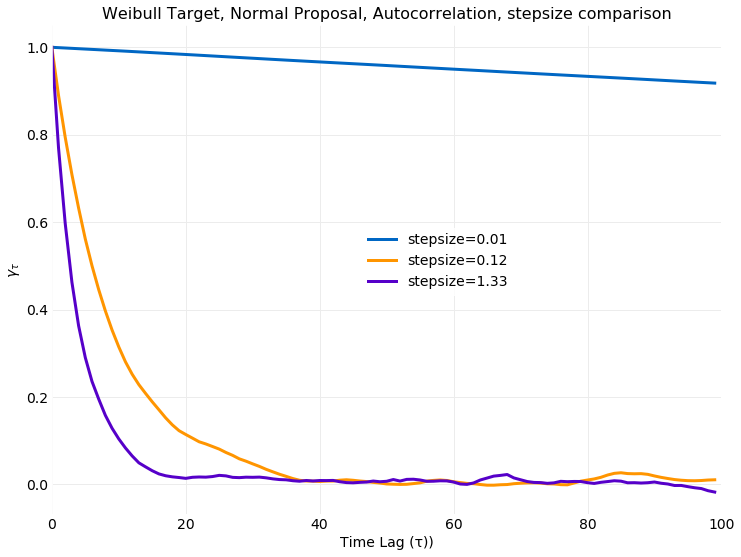 Weibull Target, Normal Proposal, Autocorrelation, stepsize comparison
1.0
0.8
0.6
0.4
0.2
0.0
γτ
stepsize=0.01
stepsize=0.12
stepsize=1.33
0 20 40 60 80 100
Time Lag (τ))